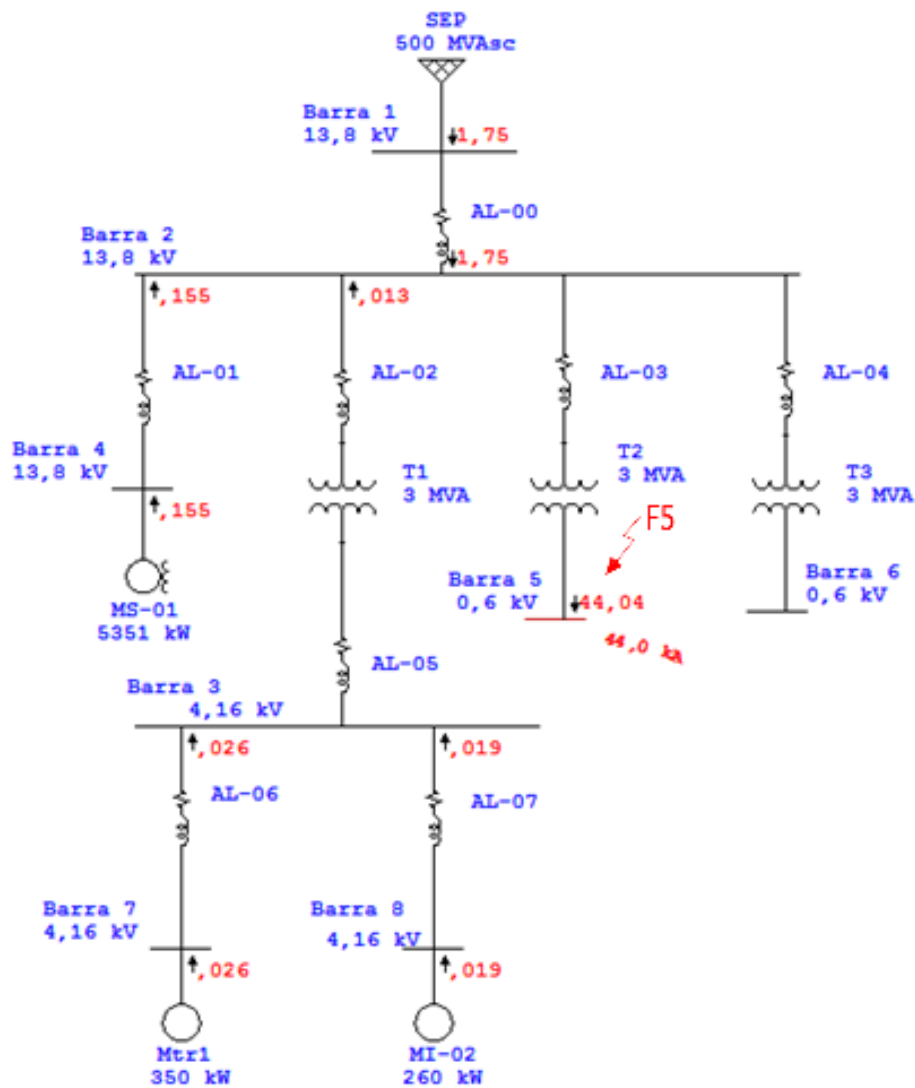 SEP
500 MVAsc
Barra 1
13,8 kV
1,75
AL-00
Barra 2
13,8 kV
1,75
,155
,013
AL-01
AL-02
AL-03
AL-04
Barra 4
13,8 kV
T1
3 MVA
T2
3 MVA
T3
3 MVA
,155
F5
MS-01
5351 kW
Barra 5
0,6 kV
44,04
44,0 kA
Barra 6
0,6 kV
AL-05
Barra 3
4,16 kV
,026
,019
AL-06
AL-07
Barra 7
4,16 kV
Barra 8
4,16 kV
,026
,019
Mtr1
350 kW
MI-02
260 kW